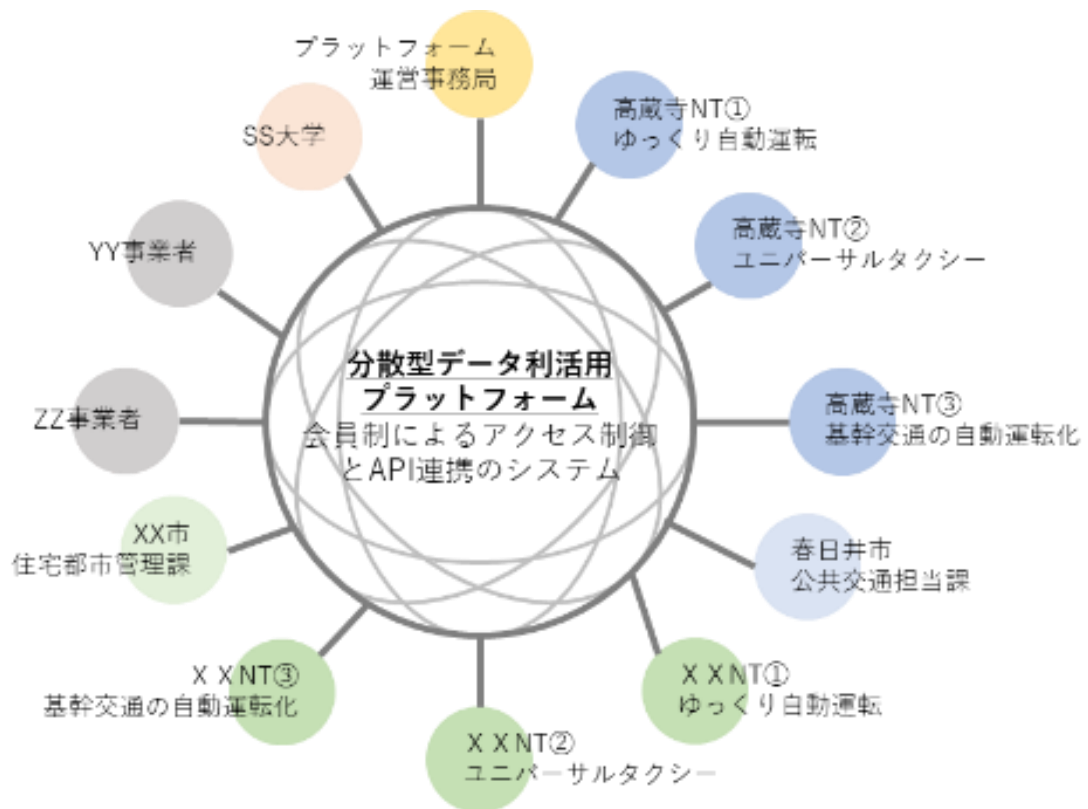 プラットフォーム
運営事務局
高蔵寺NT①
ゆっくり自動運転
高蔵寺NT②
ユニバーサルタクシー
高蔵寺NT③
基幹交通の自動運転化
春日井市
公共交通担当課
ＸＸNT①
ゆっくり自動運転
ＸＸNT②
ユニバーサルタクシー
ＸＸNT③
基幹交通の自動運転化
XX市
住宅都市管理課
ZZ事業者
YY事業者
SS大学
分散型データ利活用
プラットフォーム
会員制によるアクセス制御
とAPI連携のシステム